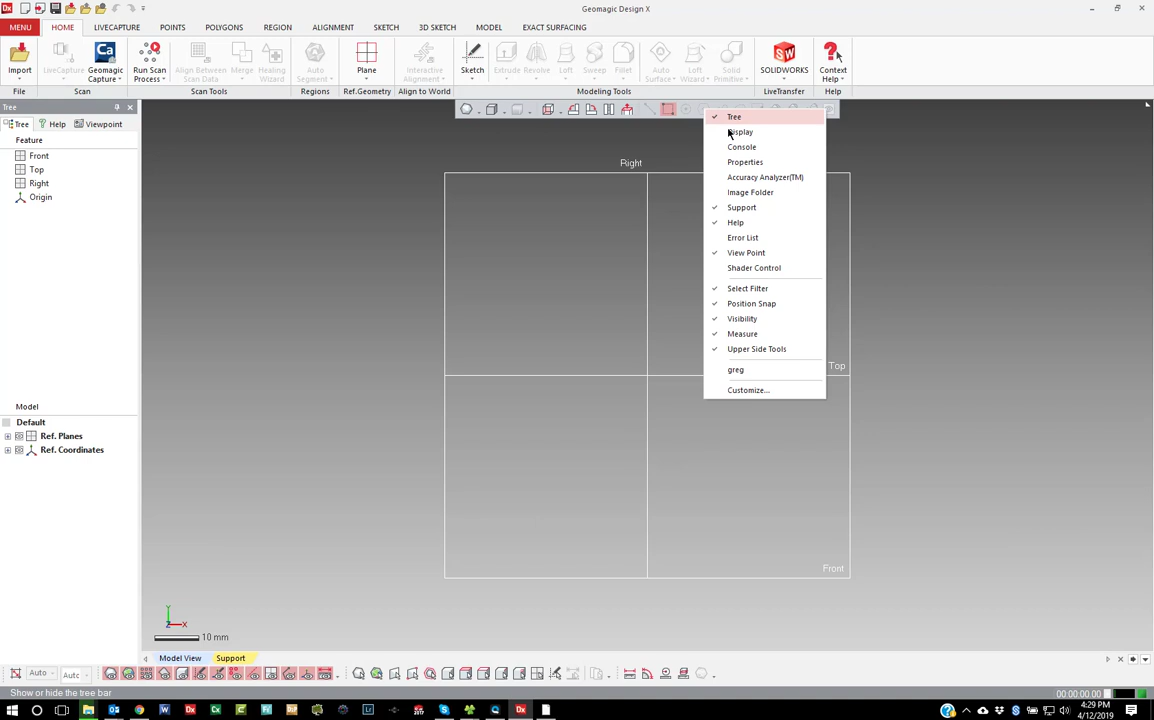 Geomagic Design X
MENU HOME LIVECAPTURE POINTS POLYGONS REGION ALIGNMENT SKETCH 3D SKETCH MODEL EXACT SURFACING
Import LiveCapture Geomagic Capture Run Scan Process Align Between Scan Data Merge Healing Wizard Auto Segment Plane Interactive Alignment Sketch Extrude Revolve Loft Sweep Fillet Auto Surface Loft Wizard Solid Primitive SOLIDWORKS Context Help
File Scan Scan Tools Regions Ref.Geometry Align to World Modeling Tools LiveTransfer Help
Tree
Tree Help Viewpoint
Feature
Front
Top
Right
Origin
Model
Default
Ref. Planes
Ref. Coordinates
Right
Top
Front
Tree
Display
Console
Properties
Accuracy Analyzer(TM)
Image Folder
Support
Help
Error List
View Point
Shader Control
Select Filter
Position Snap
Visibility
Measure
Upper Side Tools
greg
Customize...
Y
Z X
10 mm
Model View Support
Auto Autc
Show or hide the tree bar
00:00:00.00
4:29 PM
4/12/2019